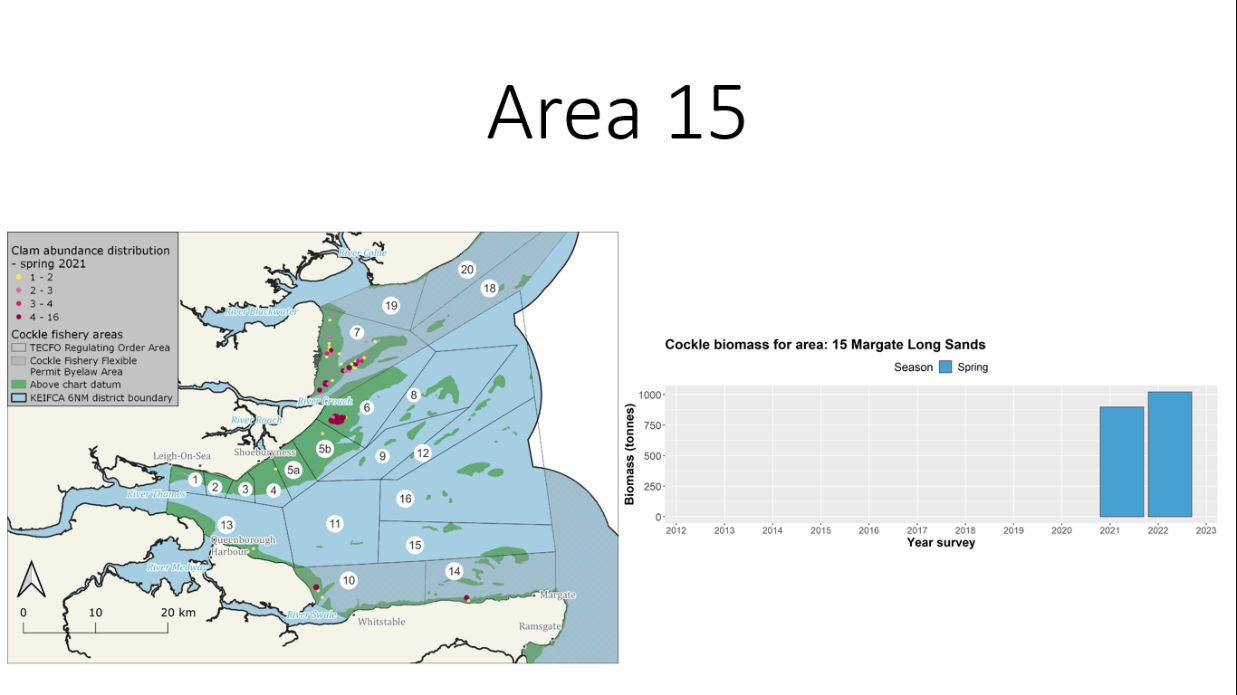 Area 15
Clam abundance distribution
- spring 2021
1 - 2
2 - 3
3 - 4
4 - 16
Cockle fishery areas
TECFO Regulating Order Area
Cockle Fishery Flexible
Permit Byelaw Area
Above chart datum
KEIFCA 6NM district boundary
River Colne
20
18
19
River Blackwater
7
River Crouch
8
6
River Roach
Shoeburyness
Leigh-On-Sea
5b
9
12
5a
1
2
3
4
River Thames
16
13
11
Queenborough
Harbour
15
River Medway
10
14
Margate
River Swale
Whitstable
Ramsgate
0 10 20 km
Cockle biomass for area: 15 Margate Long Sands
Season Spring
Biomass (tonnes)
1000
750
500
250
0
2012 2013 2014 2015 2016 2017 2018 2019 2020 2021 2022 2023
Year survey